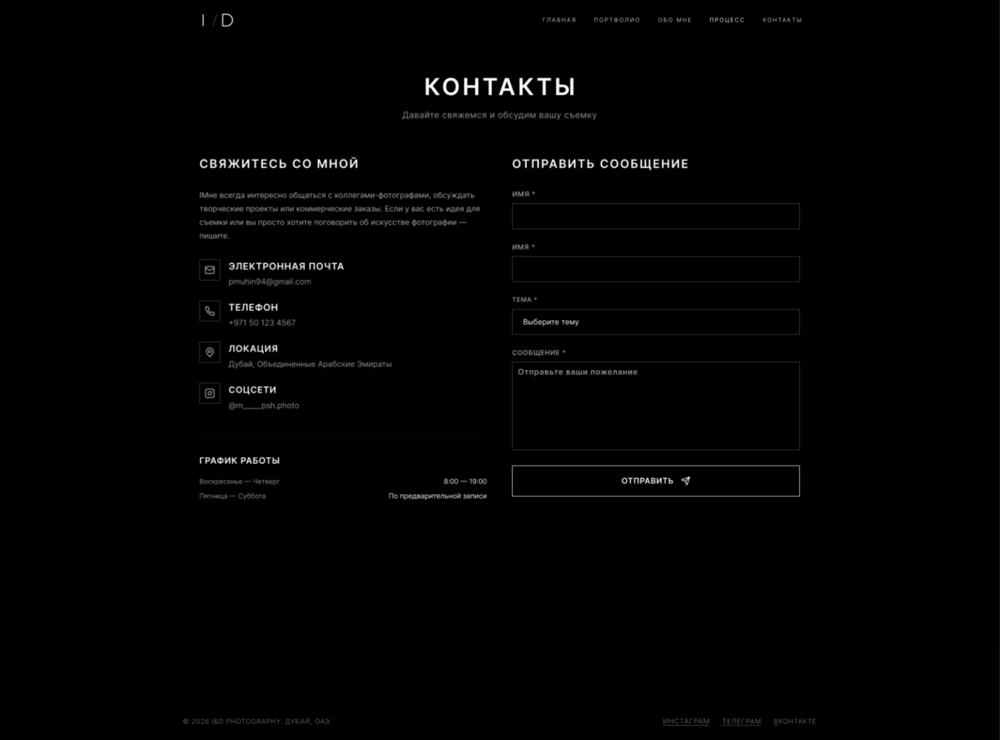 I / D
ГЛАВНАЯ ПОРТФОЛИО ОБО МНЕ ПРОЦЕСС КОНТАКТЫ
КОНТАКТЫ
Давайте свяжемся и обсудим вашу съемку
СВЯЖИТЕСЬ СО МНОЙ
IМне всегда интересно общаться с коллегами-фотографами, обсуждать
творческие проекты или коммерческие заказы. Если у вас есть идея для
съемки или вы просто хотите поговорить об искусстве фотографии —
пишите.
ЭЛЕКТРОННАЯ ПОЧТА
pmuhin94@gmail.com
ТЕЛЕФОН
+971 50 123 4567
ЛОКАЦИЯ
Дубай, Объединенные Арабские Эмираты
СОЦСЕТИ
@m_____psh.photo
ГРАФИК РАБОТЫ
Воскресенье — Четверг 8:00 — 19:00
Пятница — Суббота По предварительной записи
ОТПРАВИТЬ СООБЩЕНИЕ
ИМЯ *
ИМЯ *
ТЕМА *
Выберите тему
СООБЩЕНИЕ *
Отправьте ваши пожелание
ОТПРАВИТЬ
© 2026 I&D PHOTOGRAPHY. ДУБАЙ, ОАЭ.
ИНСТАГРАМ ТЕЛЕГРАМ ВКОНТАКТЕ